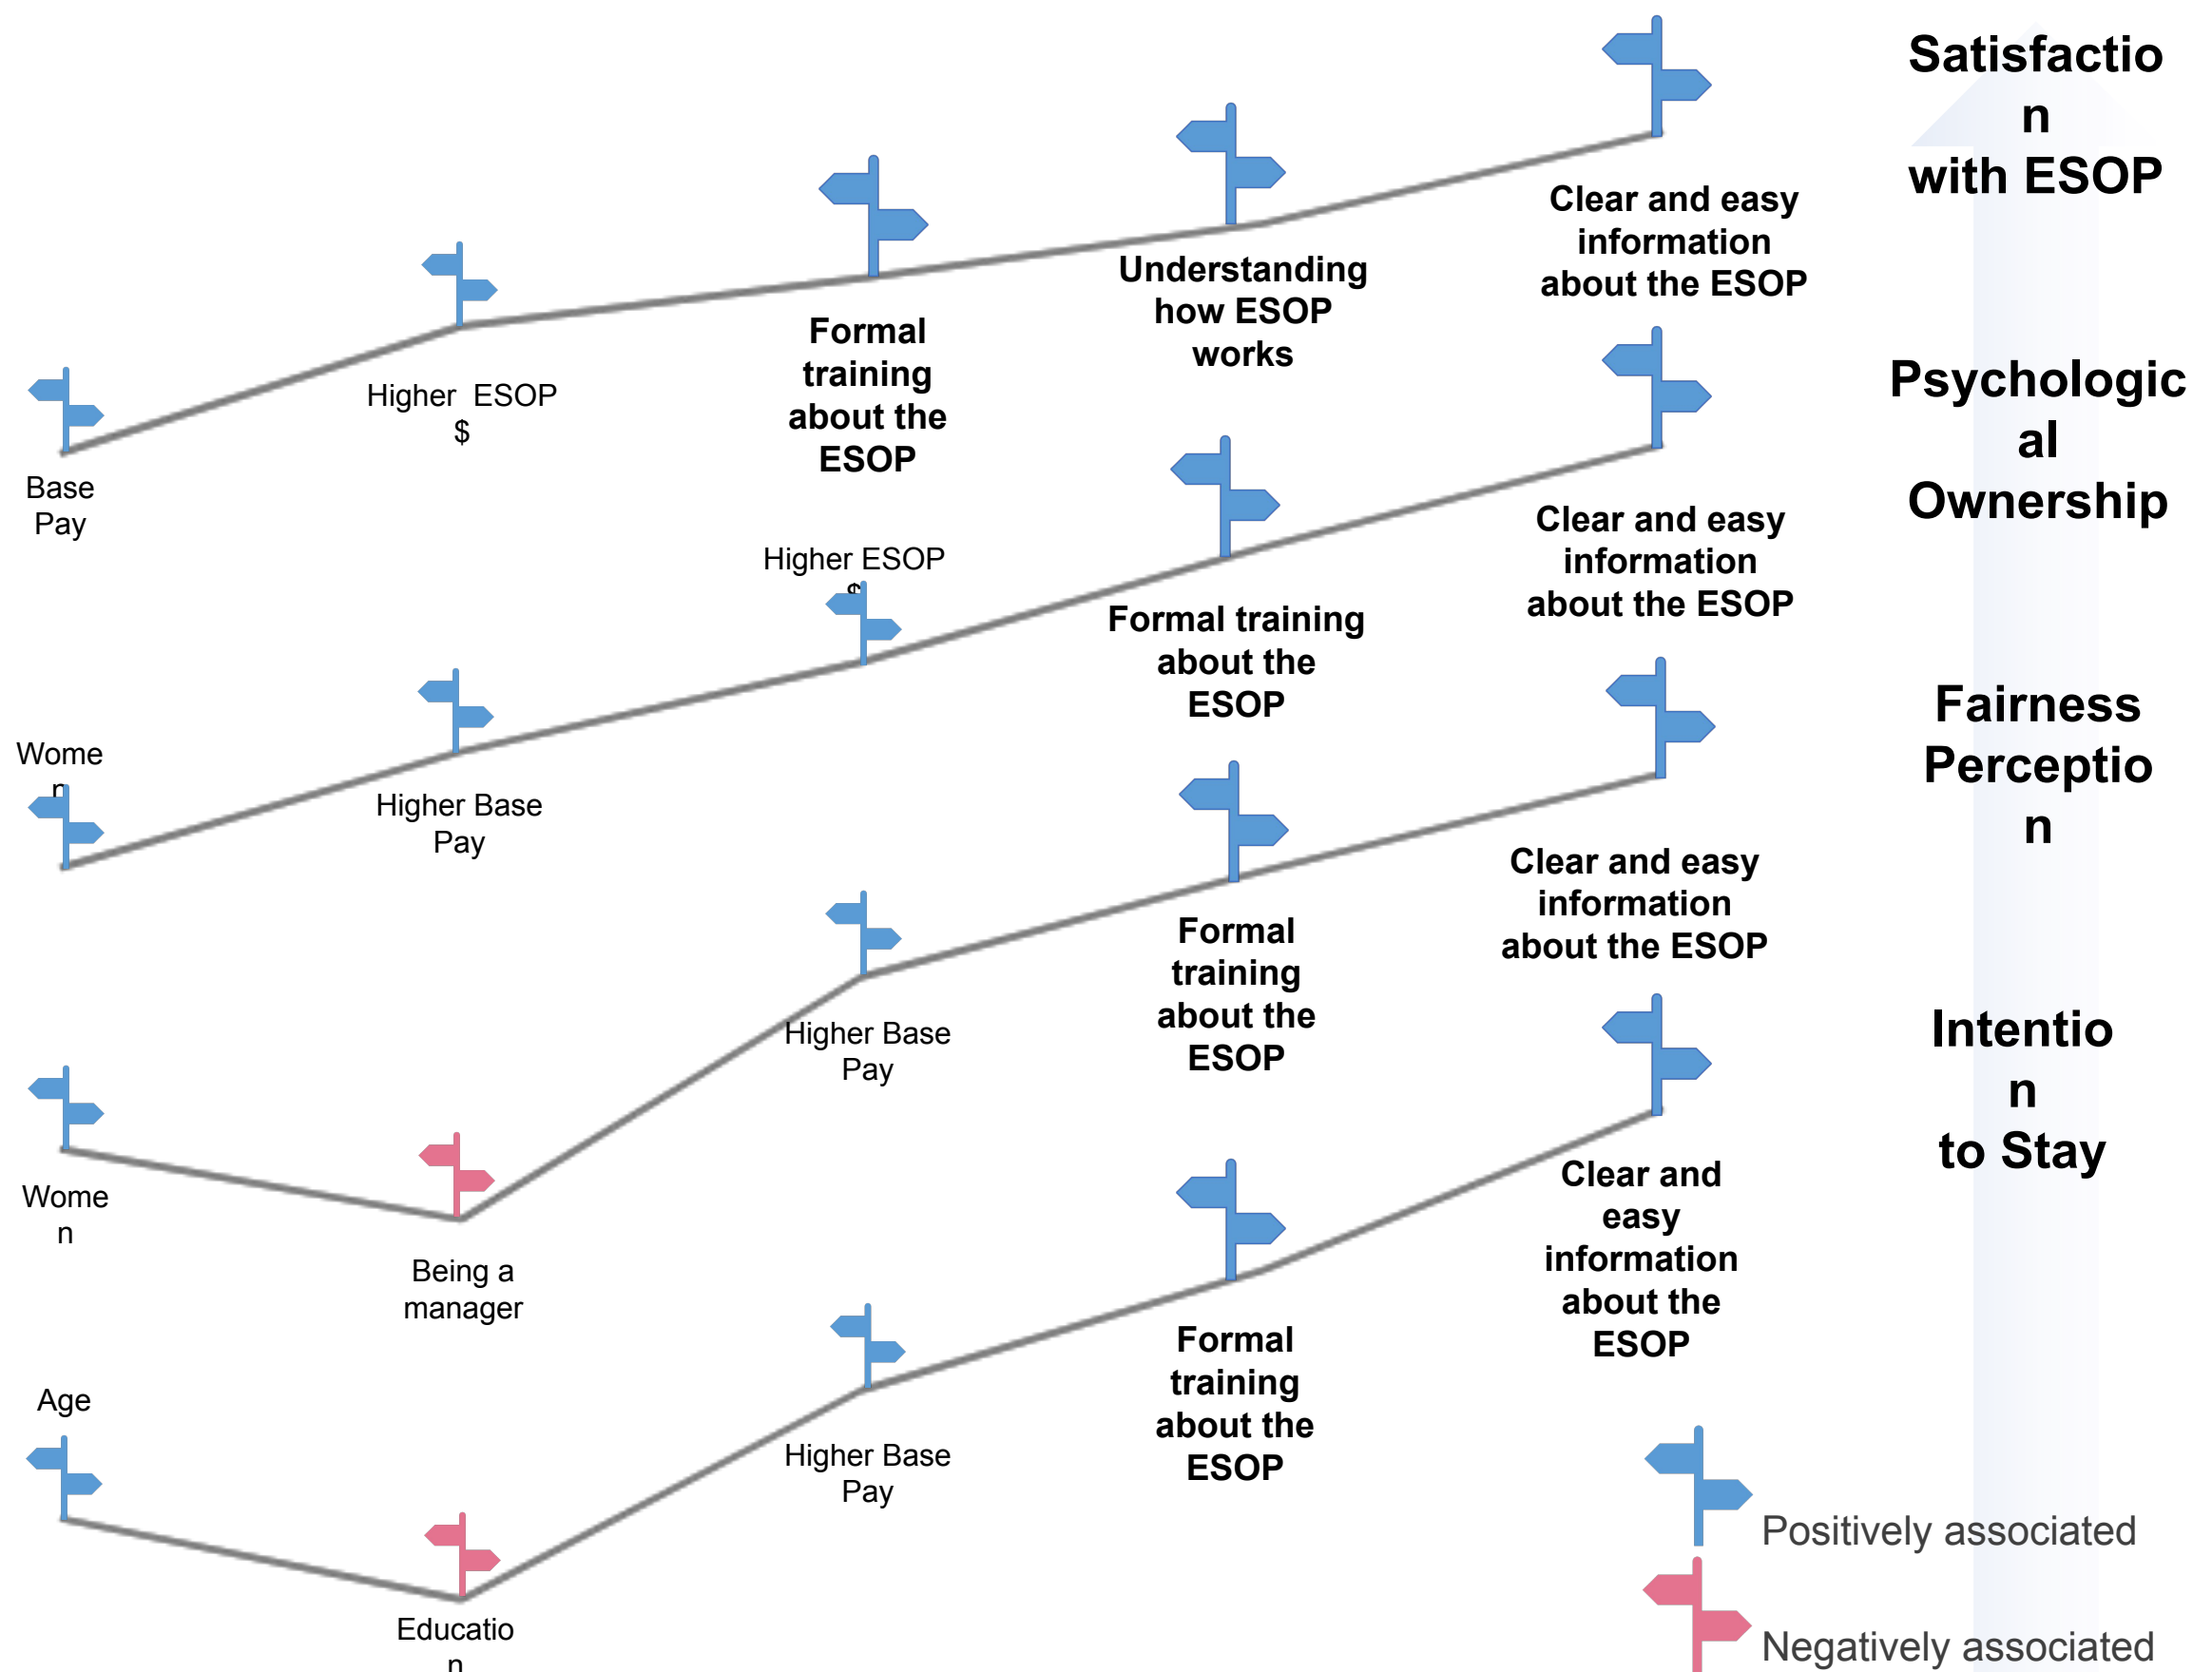 Satisfactio
n
with ESOP
Clear and easy
information
about the ESOP
Understanding
how ESOP
works
Formal
training
about the
ESOP
Higher ESOP
$
Base
Pay
Psychologic
al
Ownership
Clear and easy
information
about the ESOP
Formal training
about the
ESOP
Higher ESOP
$
Higher Base
Pay
Wome
n
Fairness
Perceptio
n
Clear and easy
information
about the ESOP
Formal
training
about the
ESOP
Higher Base
Pay
Being a
manager
Wome
n
Intentio
n
to Stay
Clear and
easy
information
about the
ESOP
Formal
training
about the
ESOP
Higher Base
Pay
Educatio
n
Age
Positively associated
Negatively associated